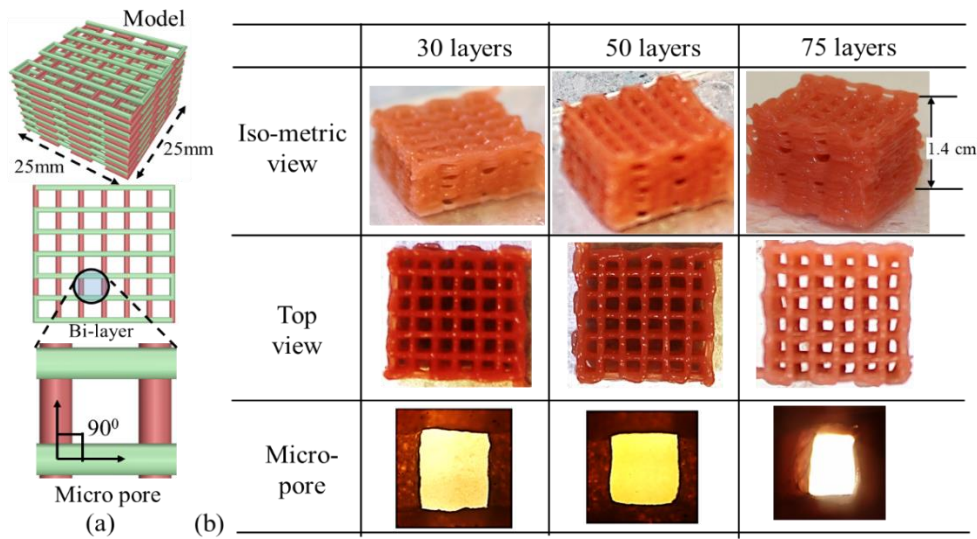 Model
25mm
25mm
Bi-layer
90⁰
Micro pore
(a)
(b)
30 layers
50 layers
75 layers
Iso-metric
view
1.4 cm
Top
view
Micro-
pore